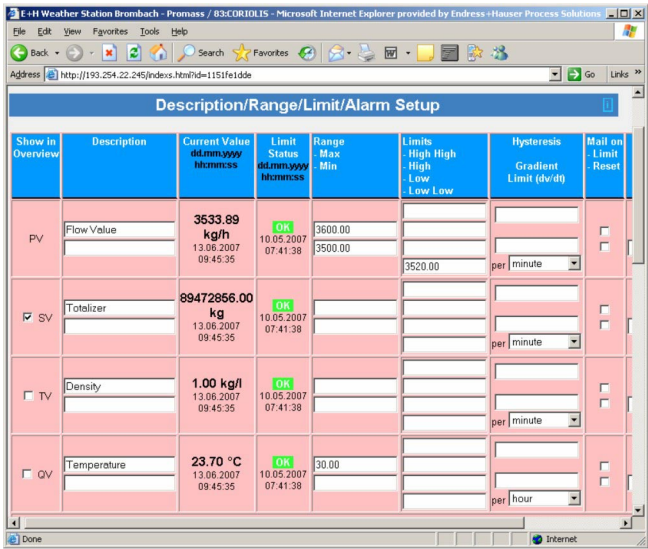 E+H Weather Station Brombach - Promass / 83:CORIOLIS - Microsoft Internet Explorer provided by Endress+Hauser Process Solutions
File Edit View Favorites Tools Help
Back Search Favorites
Address http://193.254.22.245/indexs.html?id=1151fe1dde Go Links »
Description/Range/Limit/Alarm Setup i
Show in Overview
Description
Current Value
dd.mm.yyyy
hh:mm:ss
Limit Status
dd.mm.yyyy
hh:mm:ss
Range
- Max
- Min
Limits
- High High
- High
- Low
- Low Low
Hysteresis
Gradient
Limit (dv/dt)
Mail on
- Limit
- Reset
PV
Flow Value
3533.89
kg/h
13.06.2007
09:45:35
OK
10.05.2007
07:41:38
3600.00
3500.00
3520.00
per minute
SV
Totalizer
89472856.00
kg
13.06.2007
09:45:35
OK
10.05.2007
07:41:38
per minute
TV
Density
1.00 kg/l
13.06.2007
09:45:35
OK
10.05.2007
07:41:38
per minute
QV
Temperature
23.70 °C
13.06.2007
09:45:35
OK
10.05.2007
07:41:38
30.00
per hour
Done Internet